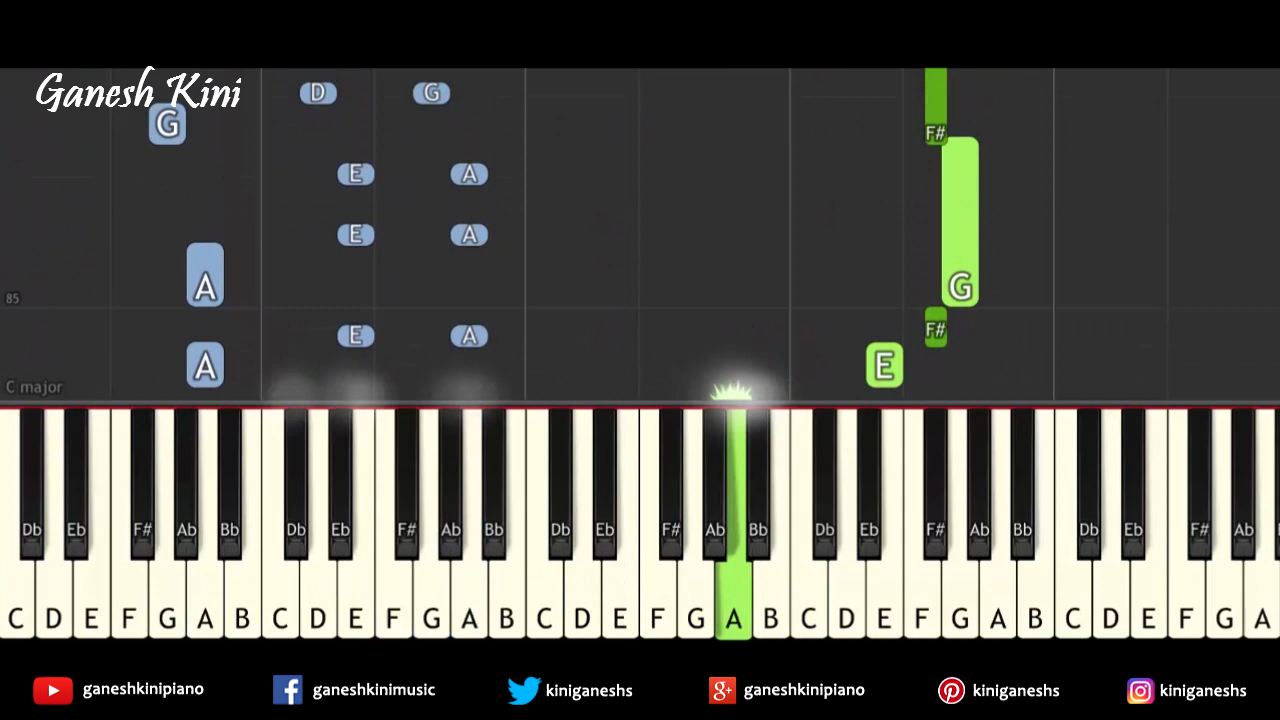 Ganesh Kini
D G
G
F#
E A
E A
A G
85
F#
E A
A E
C major
Db Eb F# Ab Bb Db Eb F# Ab Bb Db Eb F# Ab Bb Db Eb F# Ab Bb Db Eb F# Ab
C D E F G A B C D E F G A B C D E F G A B C D E F G A B C D E F G A
ganeshkinipiano ganeshkinimusic kiniganeshs g+ ganeshkinipiano kiniganeshs kiniganeshs